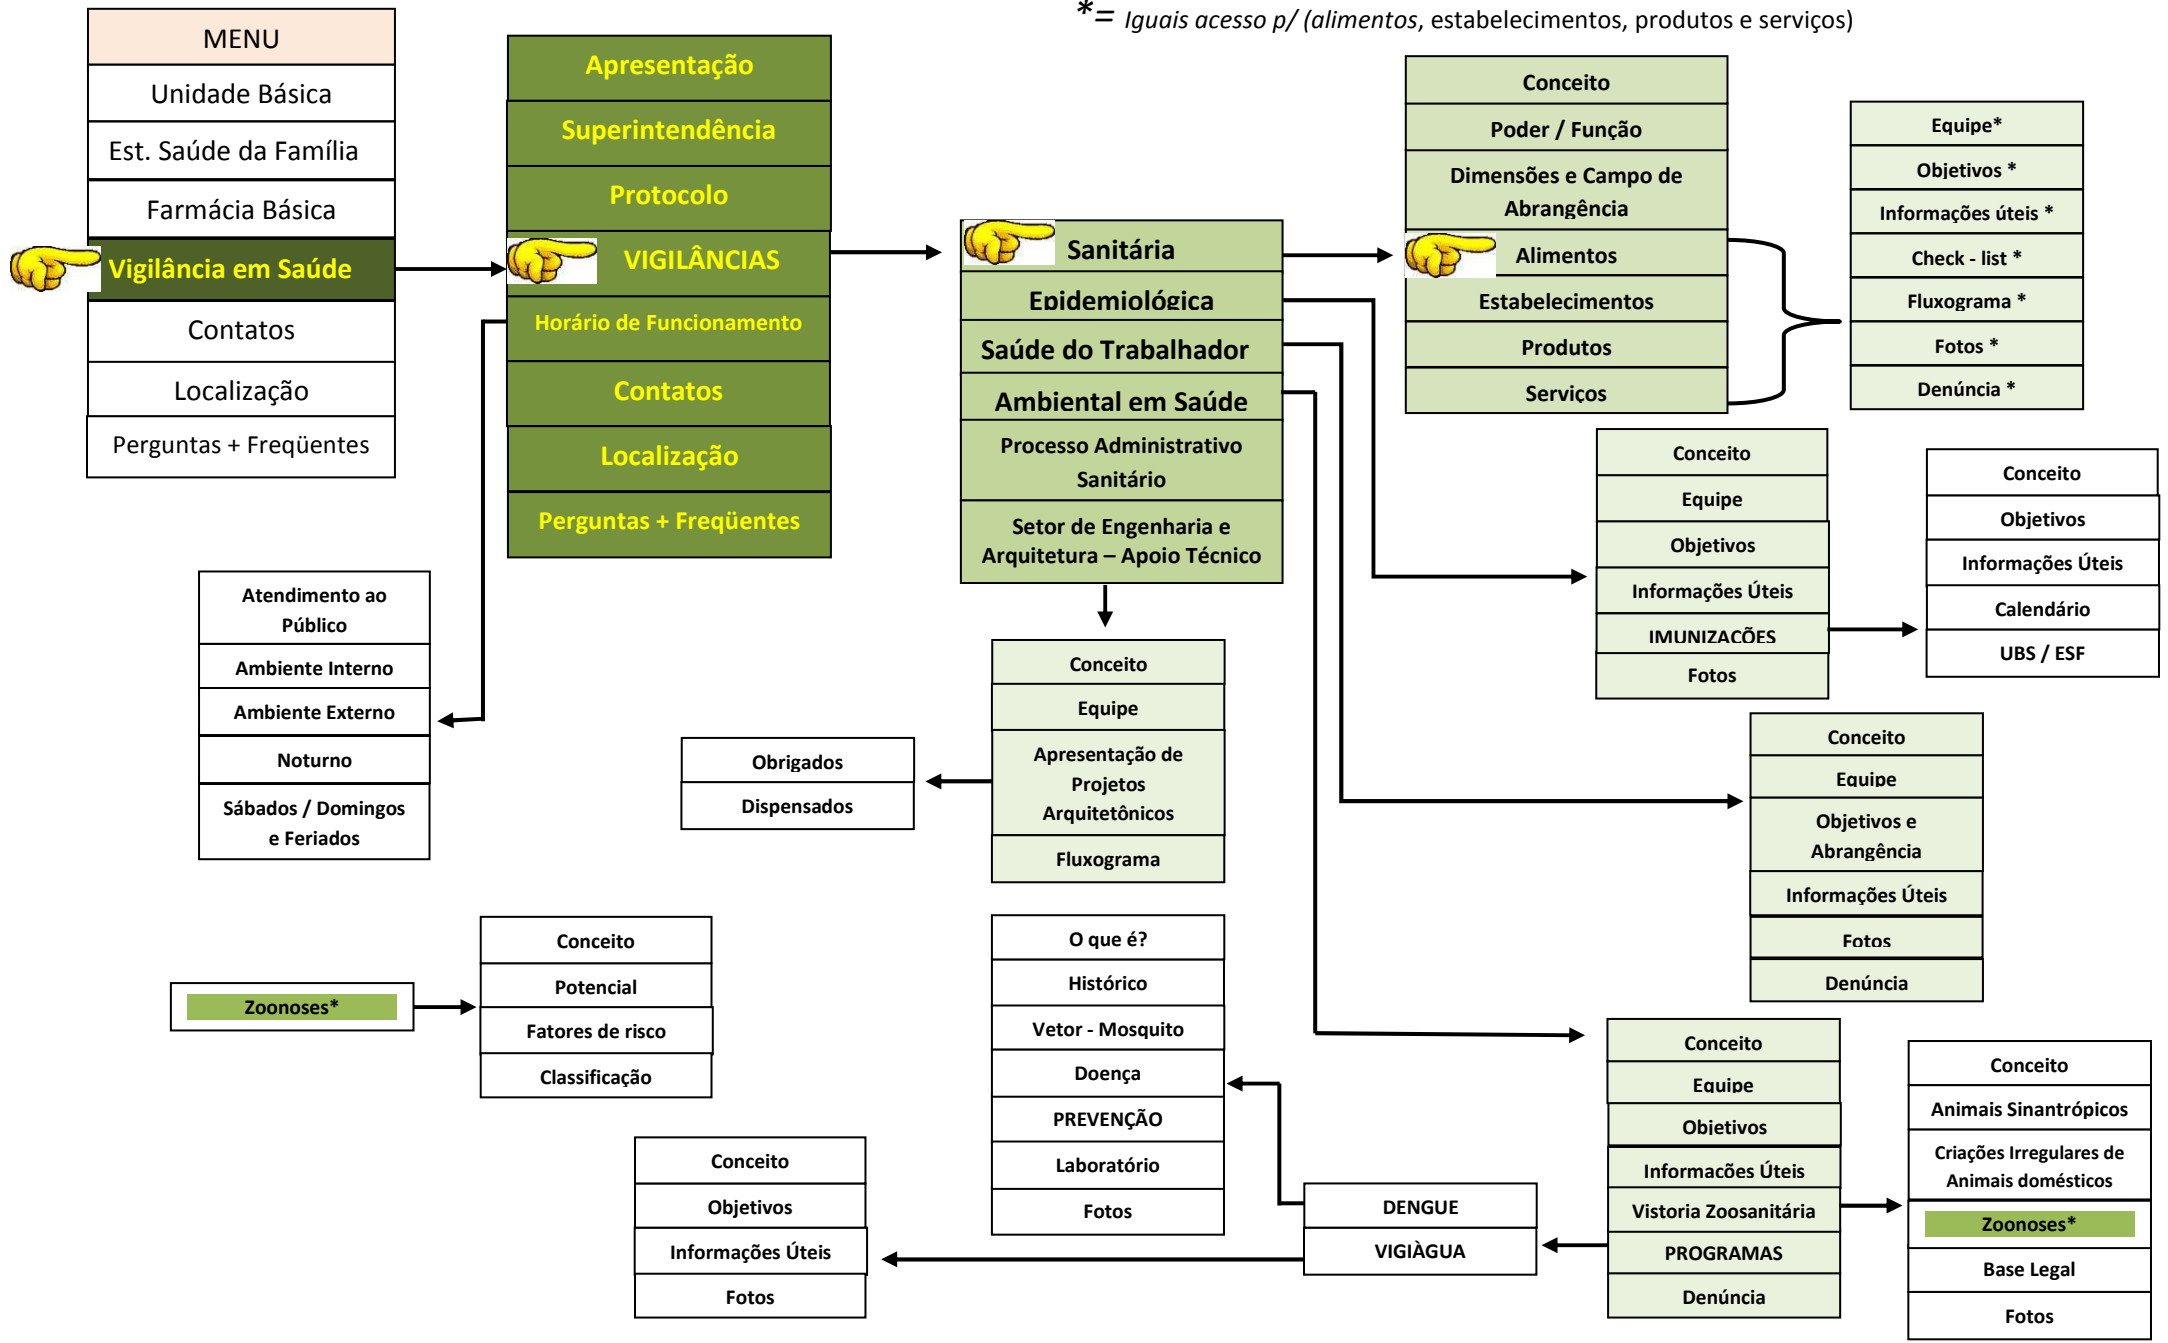 *= Iguais acesso p/ (alimentos, estabelecimentos, produtos e serviços)
MENU
Unidade Básica
Est. Saúde da Família
Farmácia Básica
Vigilância em Saúde
Contatos
Localização
Perguntas + Freqüentes
Apresentação
Superintendência
Protocolo
VIGILÂNCIAS
Horário de Funcionamento
Contatos
Localização
Perguntas + Freqüentes
Sanitária
Epidemiológica
Saúde do Trabalhador
Ambiental em Saúde
Processo Administrativo
Sanitário
Setor de Engenharia e
Arquitetura – Apoio Técnico
Conceito
Poder / Função
Dimensões e Campo de
Abrangência
Alimentos
Estabelecimentos
Produtos
Serviços
Equipe*
Objetivos *
Informações úteis *
Check - list *
Fluxograma *
Fotos *
Denúncia *
Conceito
Equipe
Objetivos
Informações Úteis
IMUNIZAÇÕES
Fotos
Conceito
Objetivos
Informações Úteis
Calendário
UBS / ESF
Atendimento ao
Público
Ambiente Interno
Ambiente Externo
Noturno
Sábados / Domingos
e Feriados
Conceito
Equipe
Apresentação de
Projetos
Arquitetônicos
Fluxograma
Obrigados
Dispensados
Conceito
Equipe
Objetivos e
Abrangência
Informações Úteis
Fotos
Denúncia
Zoonoses*
Conceito
Potencial
Fatores de risco
Classificação
O que é?
Histórico
Vetor - Mosquito
Doença
PREVENÇÃO
Laboratório
Fotos
Conceito
Objetivos
Informações Úteis
Fotos
DENGUE
VIGIÀGUA
Conceito
Equipe
Objetivos
Informações Úteis
Vistoria Zoosanitária
PROGRAMAS
Denúncia
Conceito
Animais Sinantrópicos
Criações Irregulares de
Animais domésticos
Zoonoses*
Base Legal
Fotos